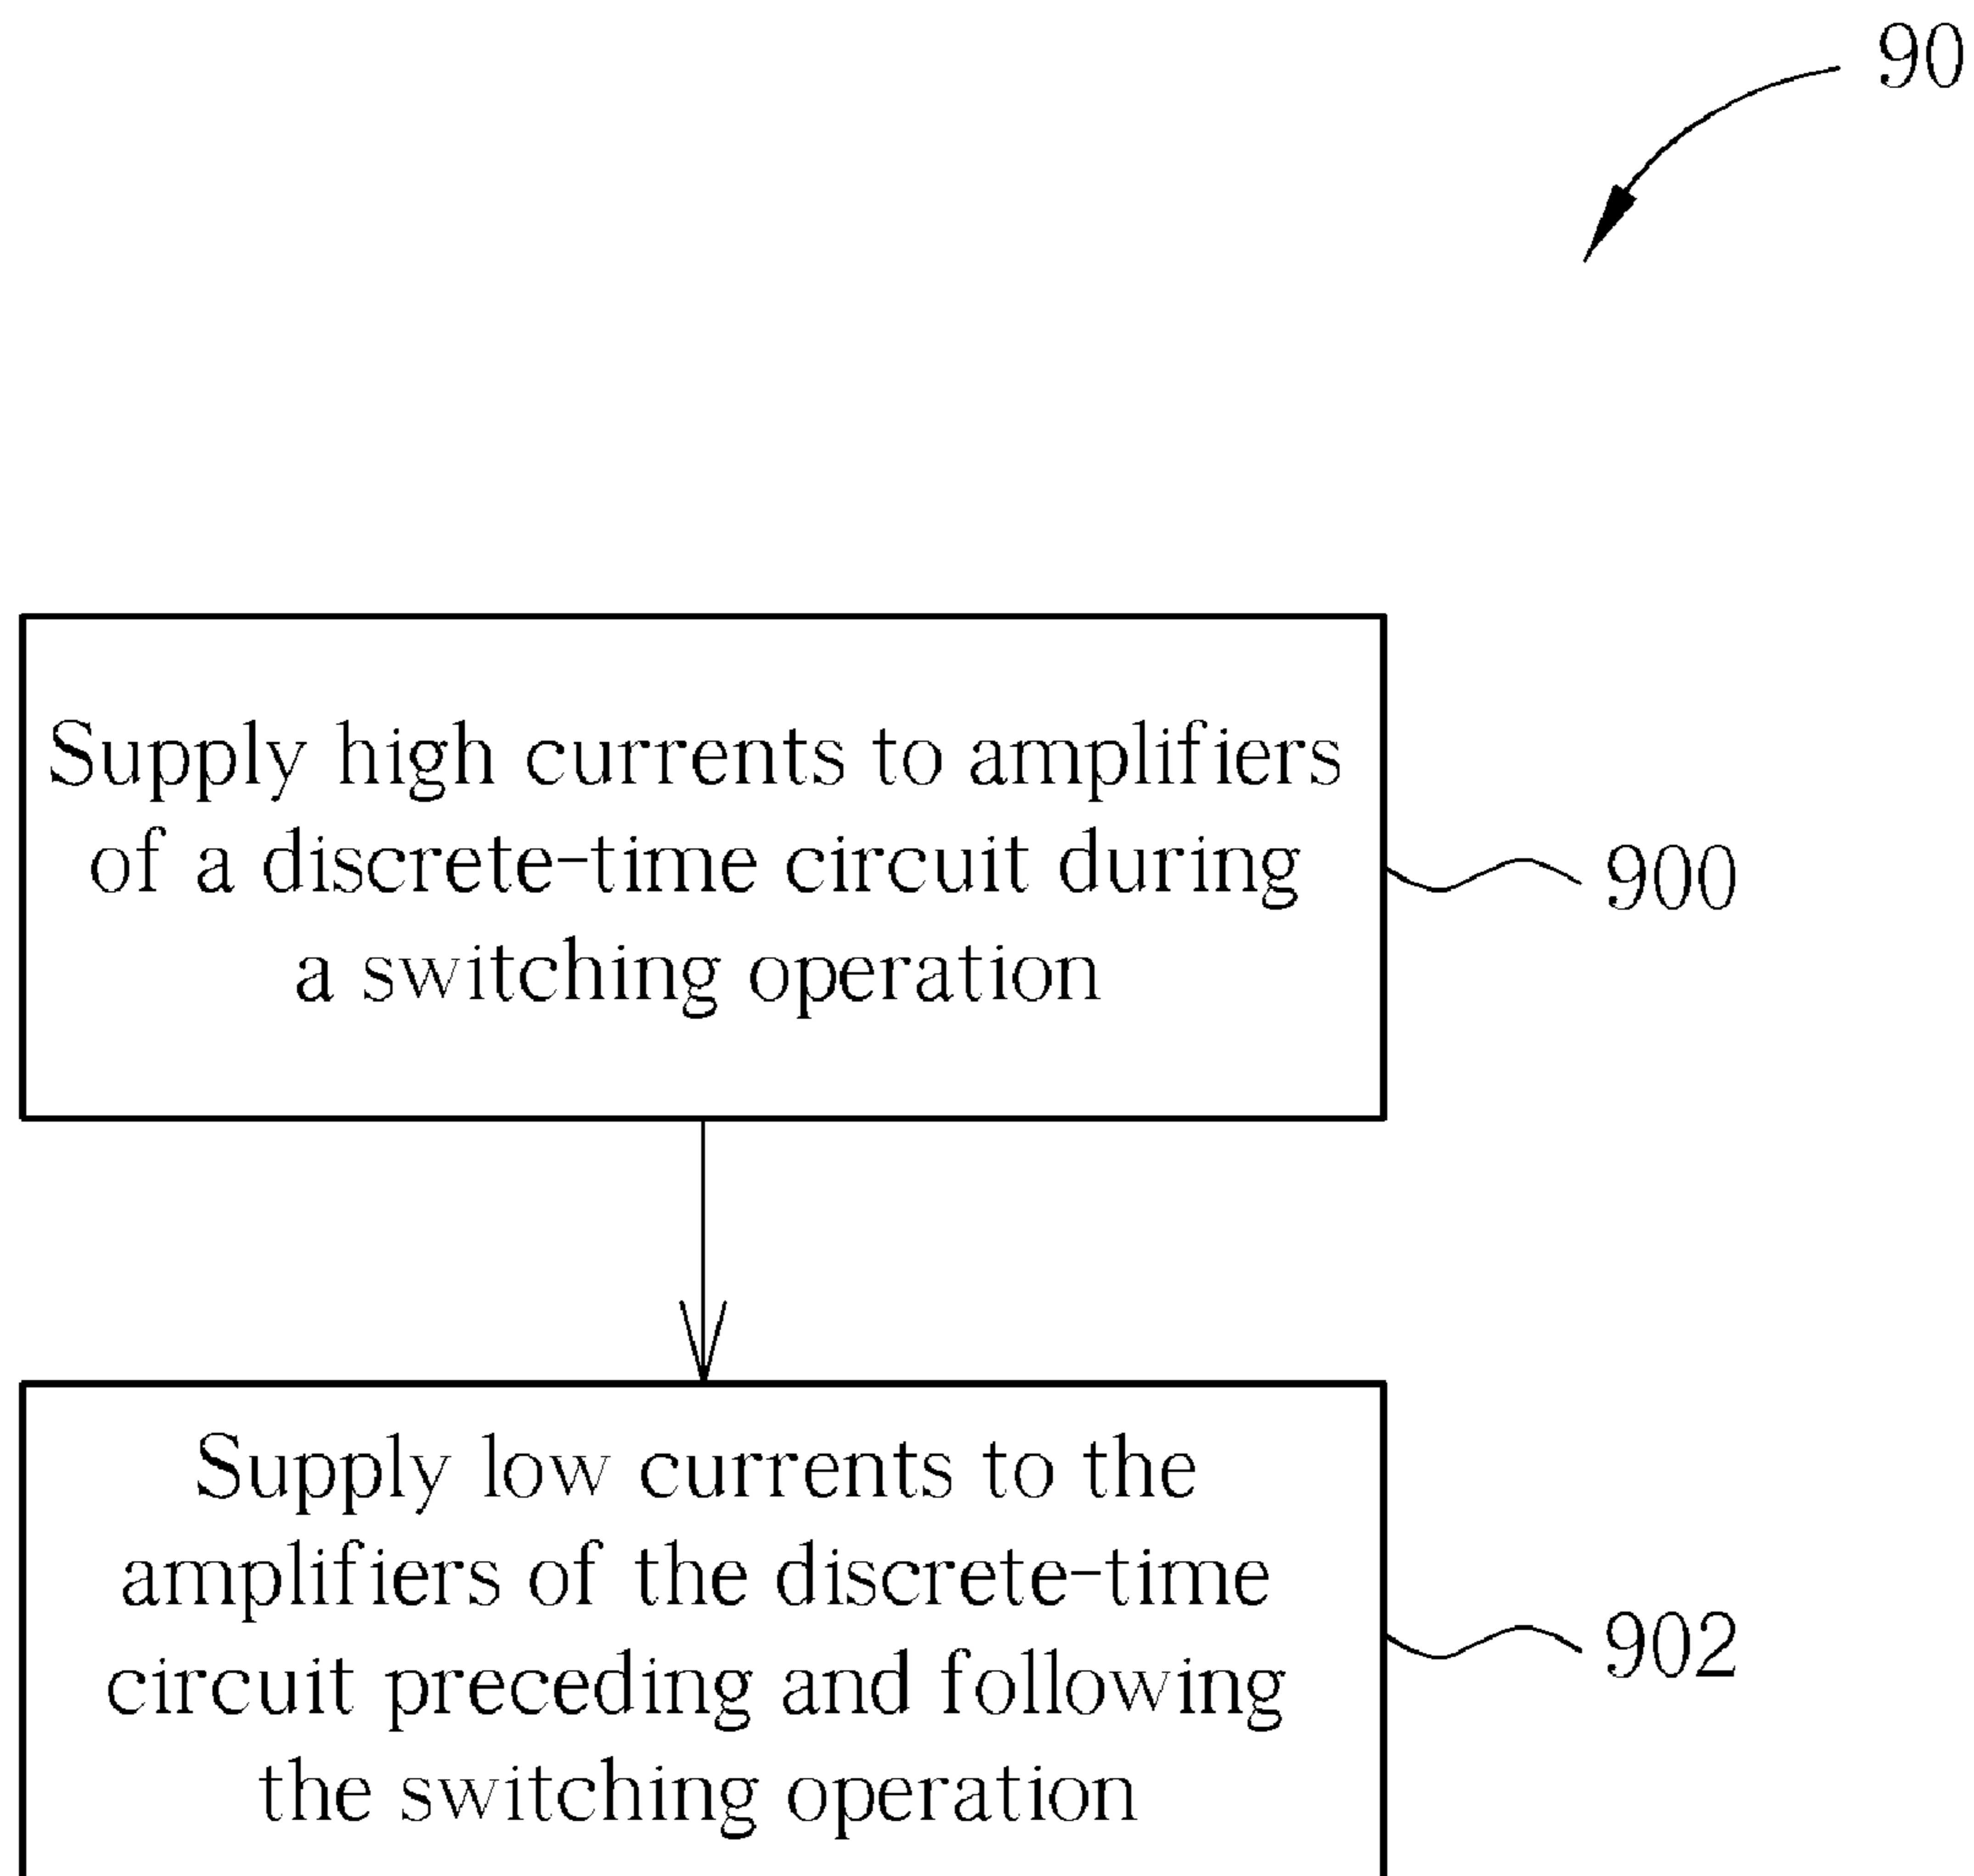 90
Supply high currents to amplifiers
of a discrete-time circuit during
a switching operation
900
Supply low currents to the
amplifiers of the discrete-time
circuit preceding and following
the switching operation
902